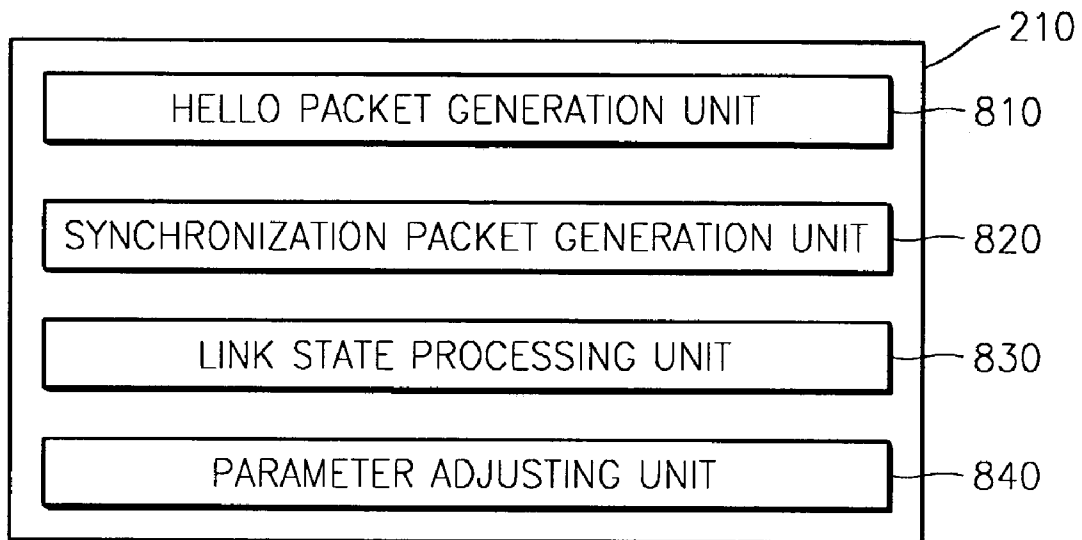 210
HELLO PACKET GENERATION UNIT 810
SYNCHRONIZATION PACKET GENERATION UNIT 820
LINK STATE PROCESSING UNIT 830
PARAMETER ADJUSTING UNIT 840